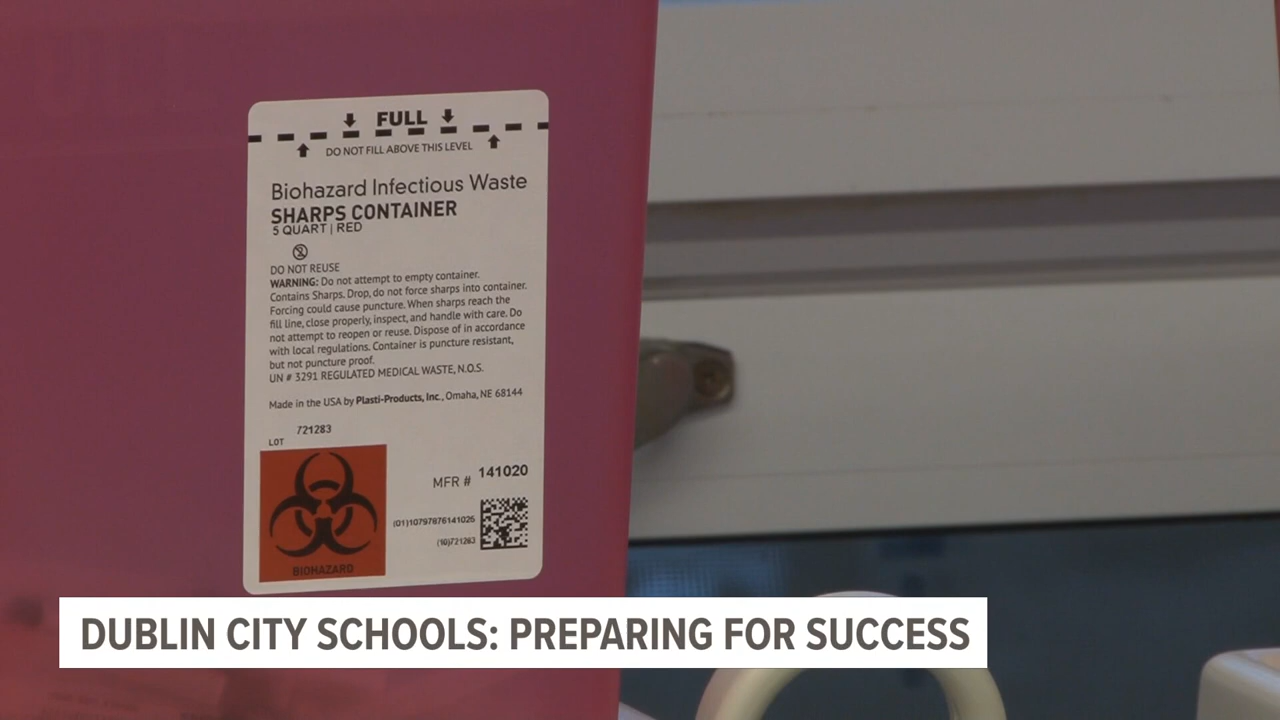 FULL
DO NOT FILL ABOVE THIS LEVEL
Biohazard Infectious Waste
SHARPS CONTAINER
5 QUART | RED
DO NOT REUSE
WARNING: Do not attempt to empty container.
Contains Sharps. Drop, do not force sharps into container.
Forcing could cause puncture. When sharps reach the
fill line, close properly, inspect, and handle with care. Do
not attempt to reopen or reuse. Dispose of in accordance
with local regulations. Container is puncture resistant,
but not puncture proof.
UN # 3291 REGULATED MEDICAL WASTE, N.O.S.
Made in the USA by Plasti-Products, Inc., Omaha, NE 68144
721283
LOT
MFR # 141020
(01)10797876141025
(10)721283
BIOHAZARD
DUBLIN CITY SCHOOLS: PREPARING FOR SUCCESS